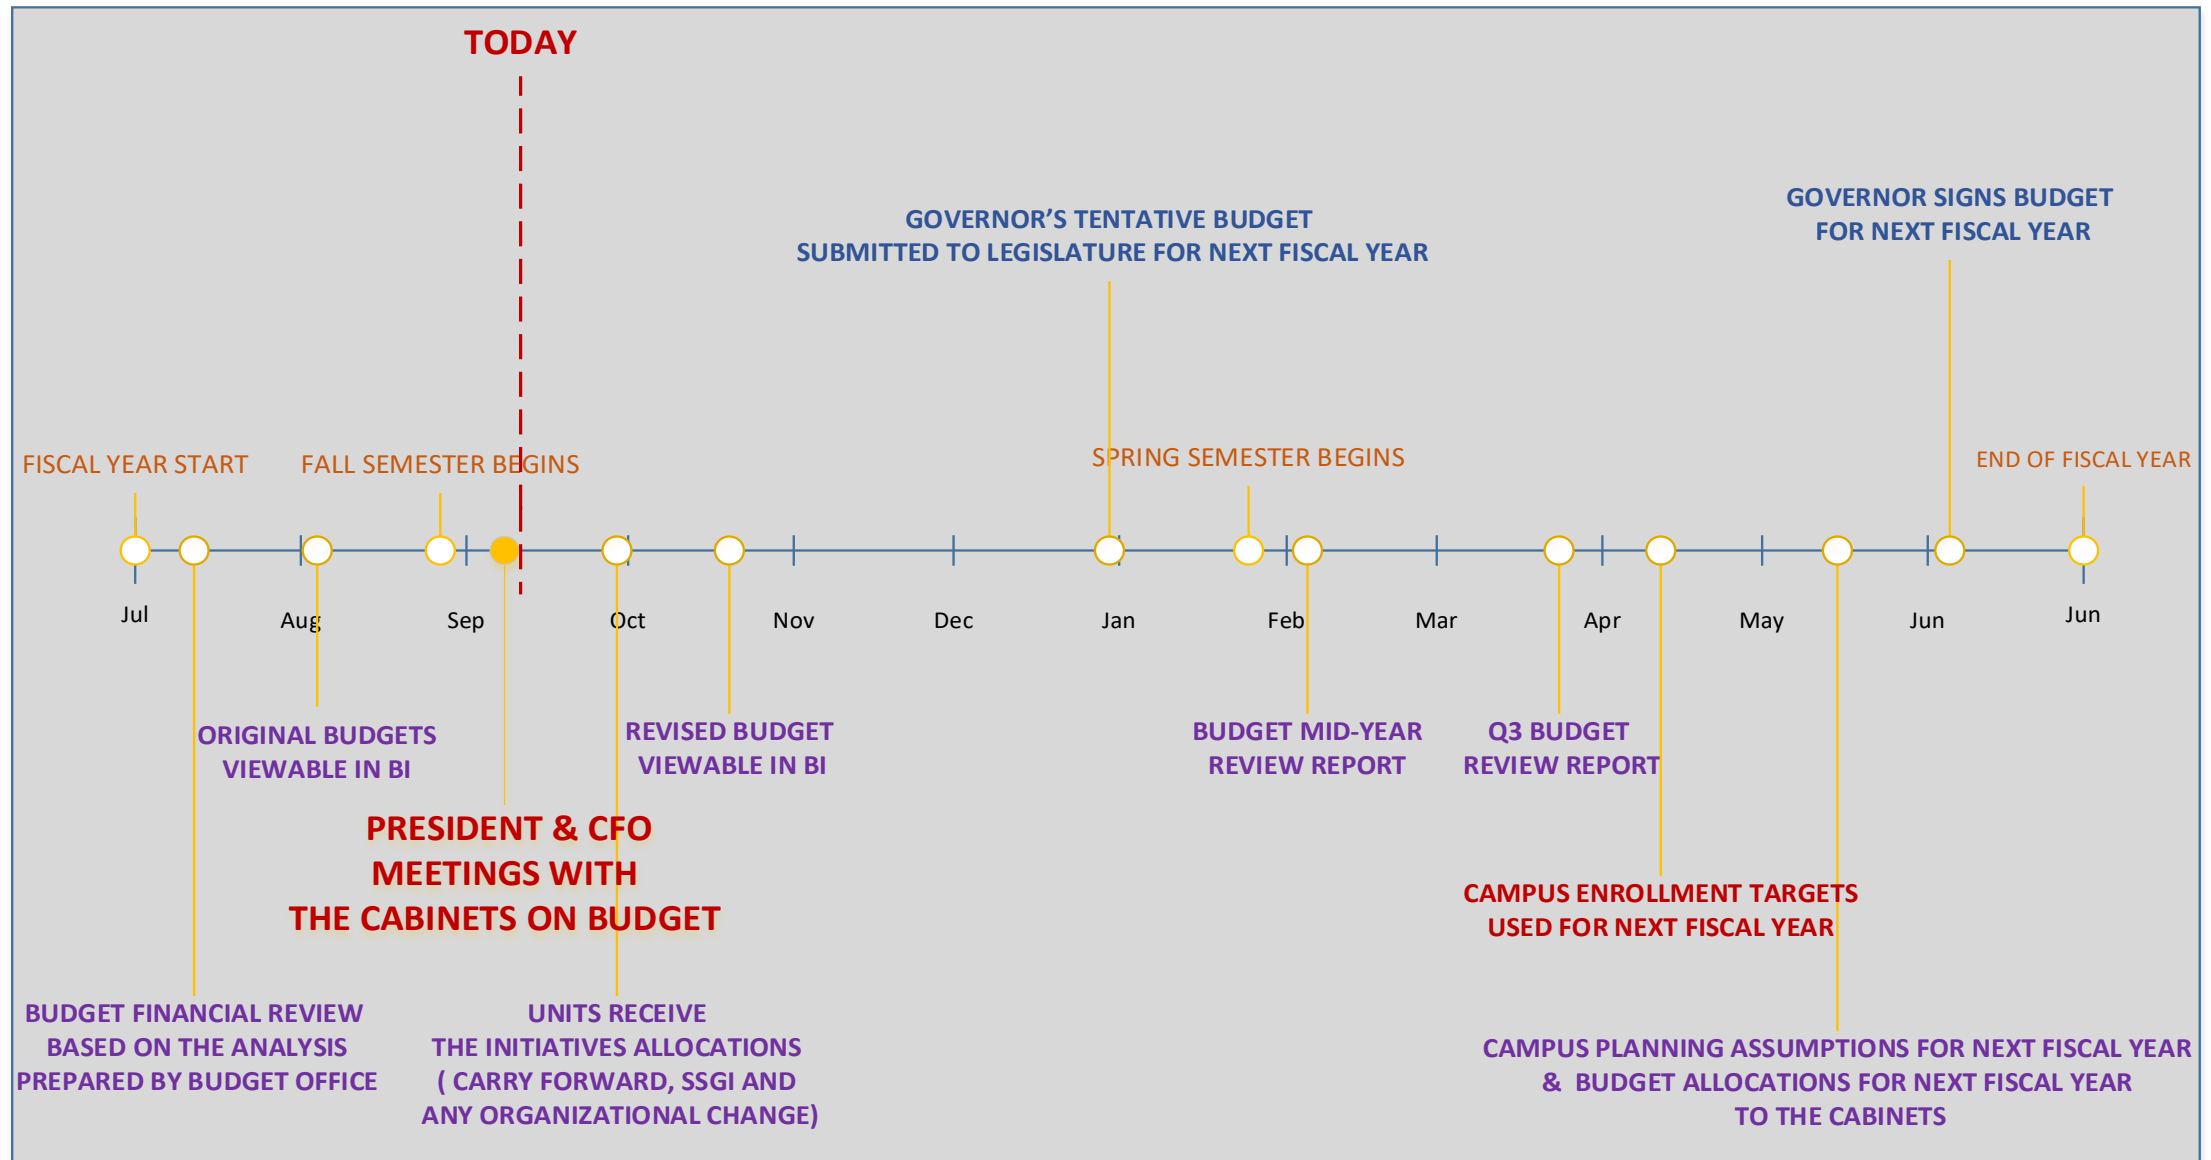 TODAY
GOVERNOR'S TENTATIVE BUDGET
SUBMITTED TO LEGISLATURE FOR NEXT FISCAL YEAR
GOVERNOR SIGNS BUDGET
FOR NEXT FISCAL YEAR
FISCAL YEAR START
FALL SEMESTER BEGINS
SPRING SEMESTER BEGINS
END OF FISCAL YEAR
Jul
Aug
Sep
Oct
Nov
Dec
Jan
Feb
Mar
Apr
May
Jun
Jun
ORIGINAL BUDGETS
VIEWABLE IN BI
REVISED BUDGET
VIEWABLE IN BI
BUDGET MID-YEAR
REVIEW REPORT
Q3 BUDGET
REVIEW REPORT
PRESIDENT & CFO
MEETINGS WITH
THE CABINETS ON BUDGET
CAMPUS ENROLLMENT TARGETS
USED FOR NEXT FISCAL YEAR
BUDGET FINANCIAL REVIEW
BASED ON THE ANALYSIS
PREPARED BY BUDGET OFFICE
UNITS RECEIVE
THE INITIATIVES ALLOCATIONS
( CARRY FORWARD, SSGI AND
ANY ORGANIZATIONAL CHANGE)
CAMPUS PLANNING ASSUMPTIONS FOR NEXT FISCAL YEAR
& BUDGET ALLOCATIONS FOR NEXT FISCAL YEAR
TO THE CABINETS